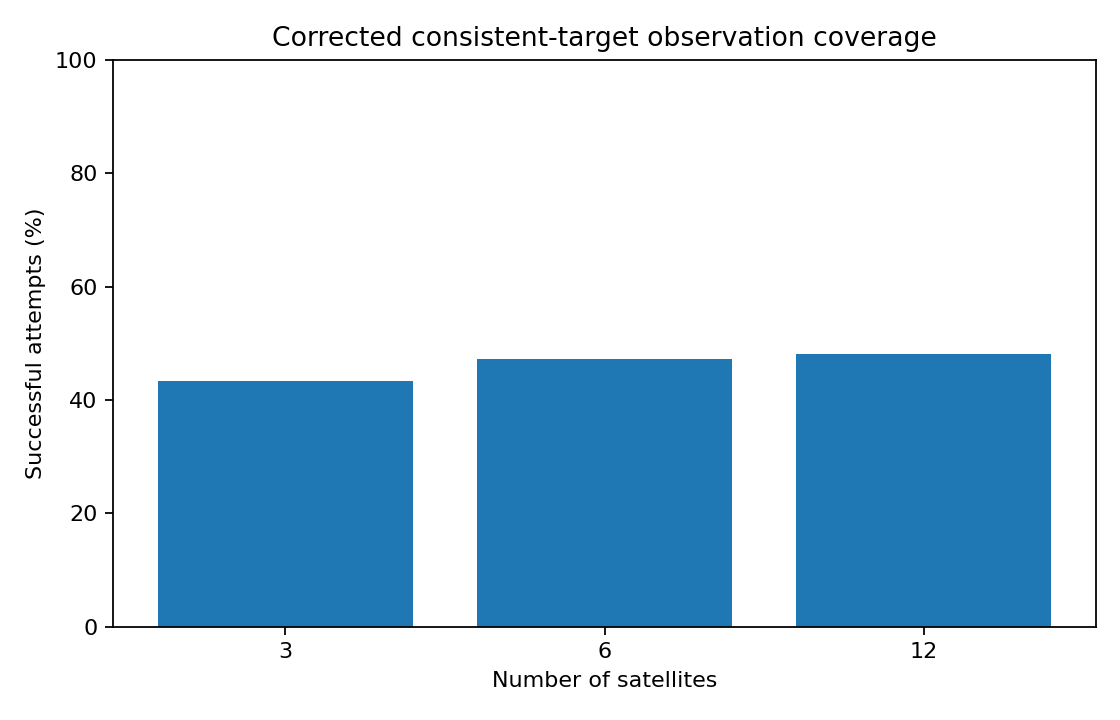 Corrected consistent-target observation coverage
Successful attempts (%)
100
80
60
40
20
0
3 6 12
Number of satellites